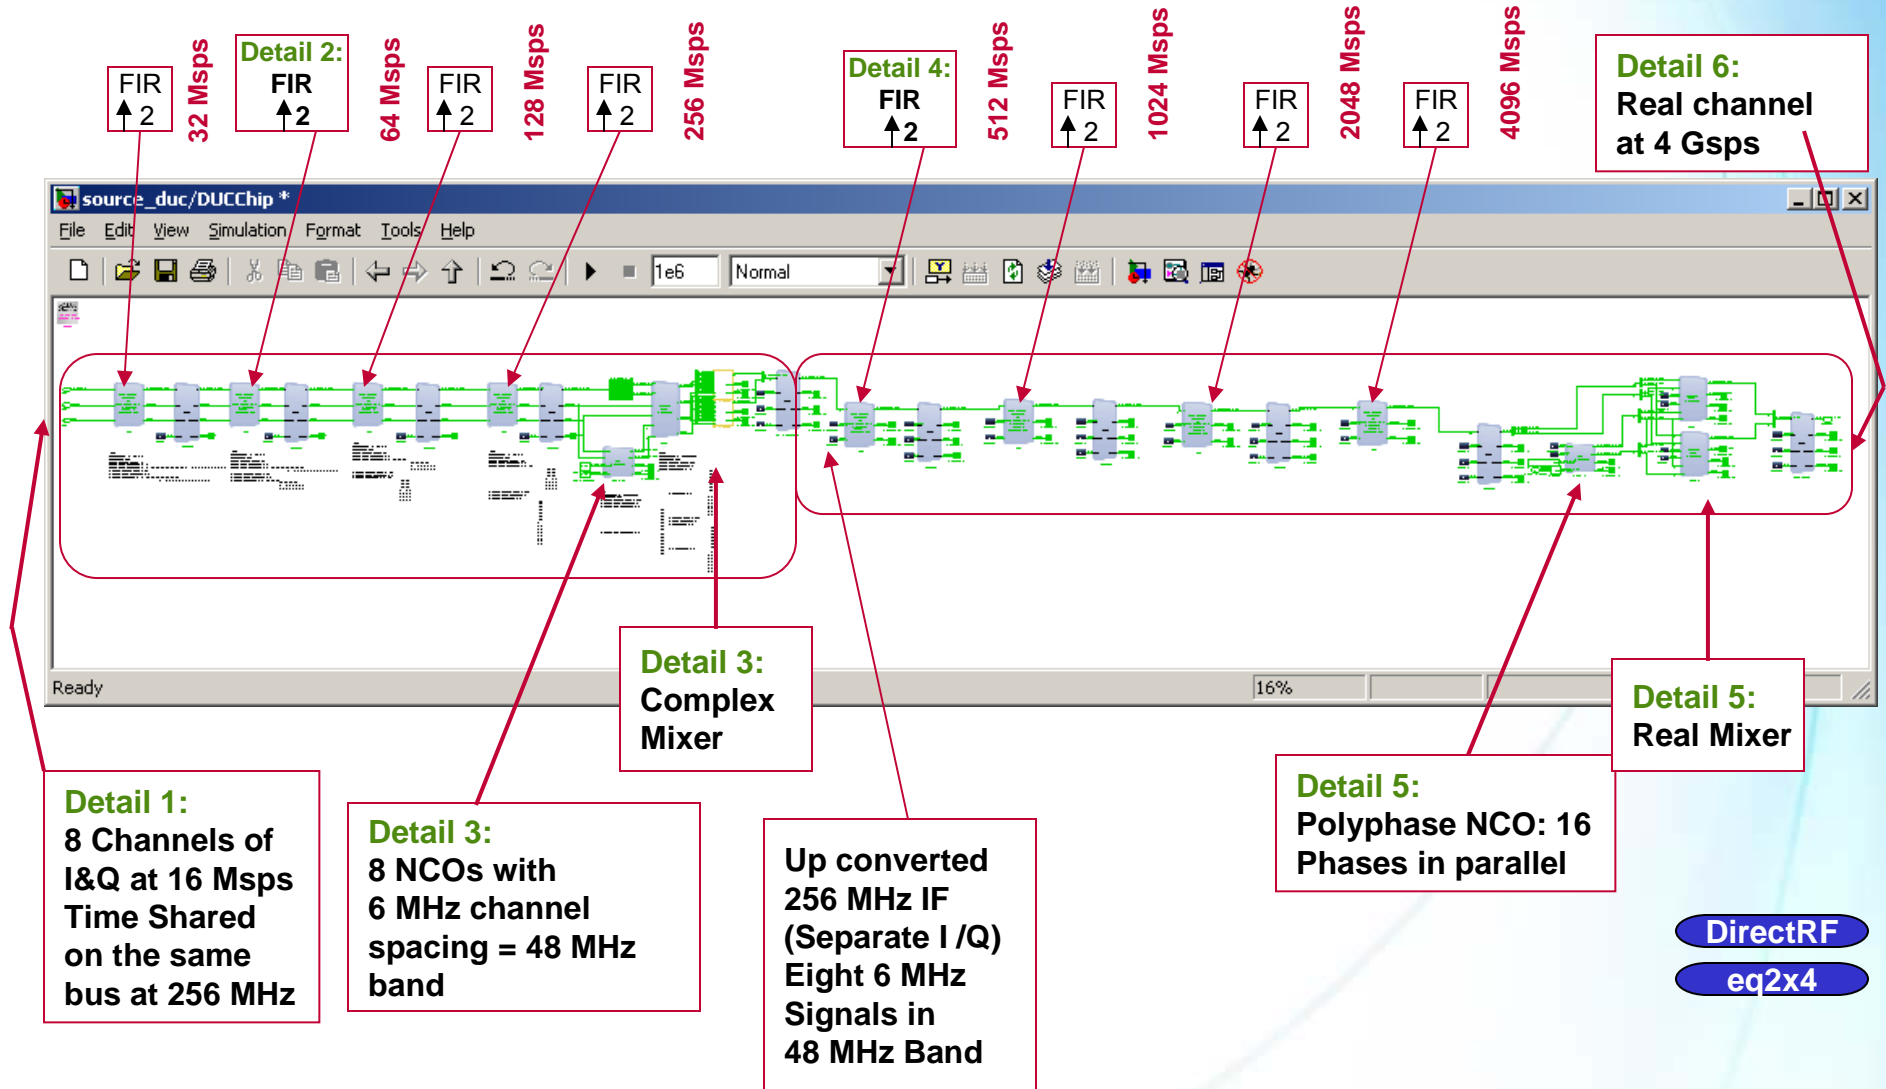 FIR
2
32 Msps
Detail 2:
FIR
2
64 Msps
FIR
2
128 Msps
FIR
2
256 Msps
Detail 4:
FIR
2
512 Msps
FIR
2
1024 Msps
FIR
2
2048 Msps
FIR
2
4096 Msps
Detail 6:
Real channel
at 4 Gsps
source_duc/DUCChip *
File Edit View Simulation Format Tools Help
1e6 Normal
Ready
16%
Detail 3:
Complex
Mixer
Detail 5:
Real Mixer
Detail 1:
8 Channels of
I&Q at 16 Msps
Time Shared
on the same
bus at 256 MHz
Detail 3:
8 NCOs with
6 MHz channel
spacing = 48 MHz
band
Up converted
256 MHz IF
(Separate I /Q)
Eight 6 MHz
Signals in
48 MHz Band
Detail 5:
Polyphase NCO: 16
Phases in parallel
DirectRF
eq2x4